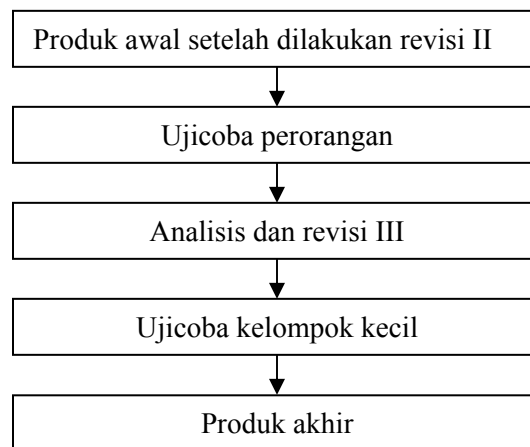 Produk awal setelah dilakukan revisi II
Ujicoba perorangan
Analisis dan revisi III
Ujicoba kelompok kecil
Produk akhir